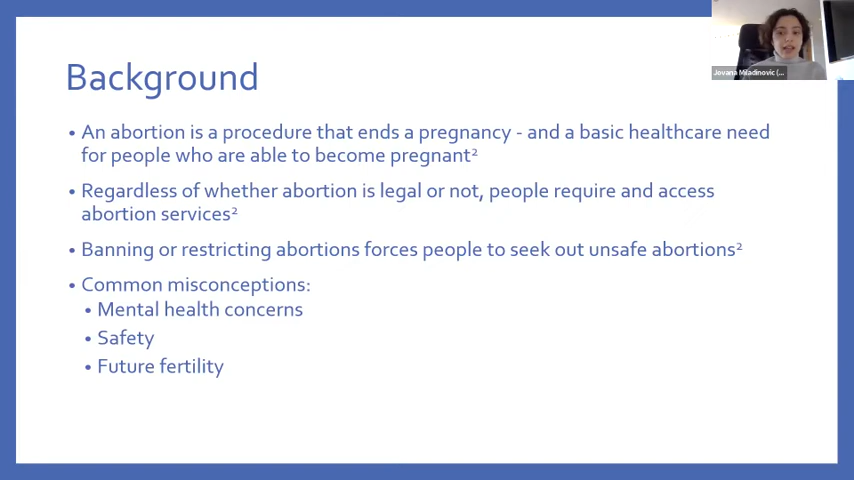 Background
• An abortion is a procedure that ends a pregnancy - and a basic healthcare need
for people who are able to become pregnant²
• Regardless of whether abortion is legal or not, people require and access
abortion services²
• Banning or restricting abortions forces people to seek out unsafe abortions²
• Common misconceptions:
• Mental health concerns
• Safety
• Future fertility
Jovana Miladinovic (...